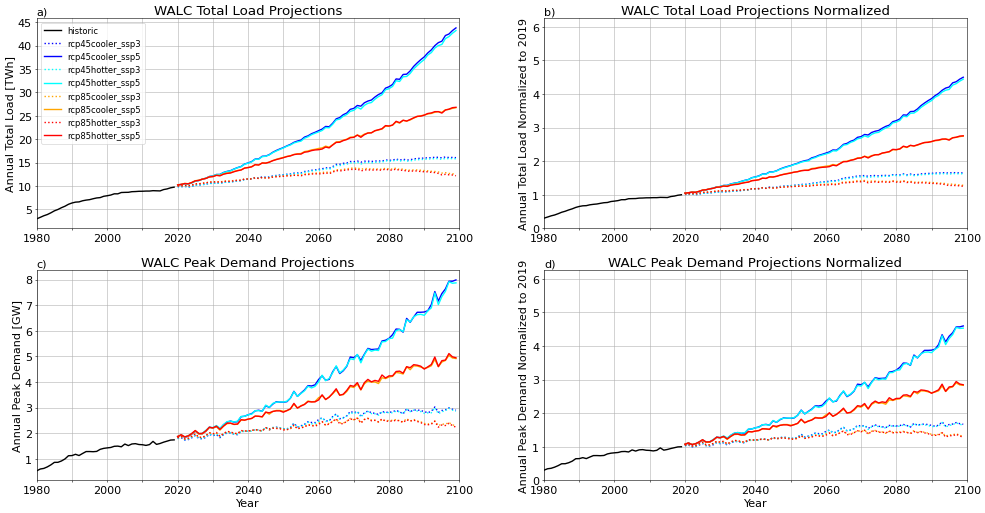 a)
WALC Total Load Projections
Annual Total Load [TWh]
45
40
35
30
25
20
15
10
5
historic
rcp45cooler_ssp3
rcp45cooler_ssp5
rcp45hotter_ssp3
rcp45hotter_ssp5
rcp85cooler_ssp3
rcp85cooler_ssp5
rcp85hotter_ssp3
rcp85hotter_ssp5
1980 2000 2020 2040 2060 2080 2100
b)
WALC Total Load Projections Normalized
Annual Total Load Normalized to 2019
6
5
4
3
2
1
0
1980 2000 2020 2040 2060 2080 2100
c)
WALC Peak Demand Projections
Annual Peak Demand [GW]
8
7
6
5
4
3
2
1
1980 2000 2020 2040 2060 2080 2100
Year
d)
WALC Peak Demand Projections Normalized
Annual Peak Demand Normalized to 2019
6
5
4
3
2
1
0
1980 2000 2020 2040 2060 2080 2100
Year